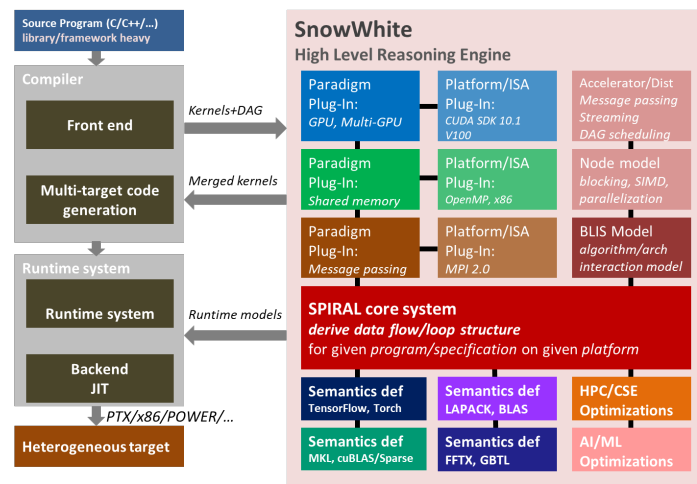 Source Program (C/C++/...)
library/framework heavy
Compiler
Front end
Multi-target code
generation
Runtime system
Runtime system
Backend
JIT
PTX/x86/POWER/...
Heterogeneous target
Kernels+DAG
Merged kernels
Runtime models
SnowWhite
High Level Reasoning Engine
Paradigm
Plug-In:
GPU, Multi-GPU
Platform/ISA
Plug-In:
CUDA SDK 10.1
V100
Accelerator/Dist
Message passing
Streaming
DAG scheduling
Paradigm
Plug-In:
Shared memory
Platform/ISA
Plug-In:
OpenMP, x86
Node model
blocking, SIMD,
parallelization
Paradigm
Plug-In:
Message passing
Platform/ISA
Plug-In:
MPI 2.0
BLIS Model
algorithm/arch
interaction model
SPIRAL core system
derive data flow/loop structure
for given program/specification on given platform
Semantics def
TensorFlow, Torch
Semantics def
LAPACK, BLAS
HPC/CSE
Optimizations
Semantics def
MKL, cuBLAS/Sparse
Semantics def
FFTX, GBTL
AI/ML
Optimizations